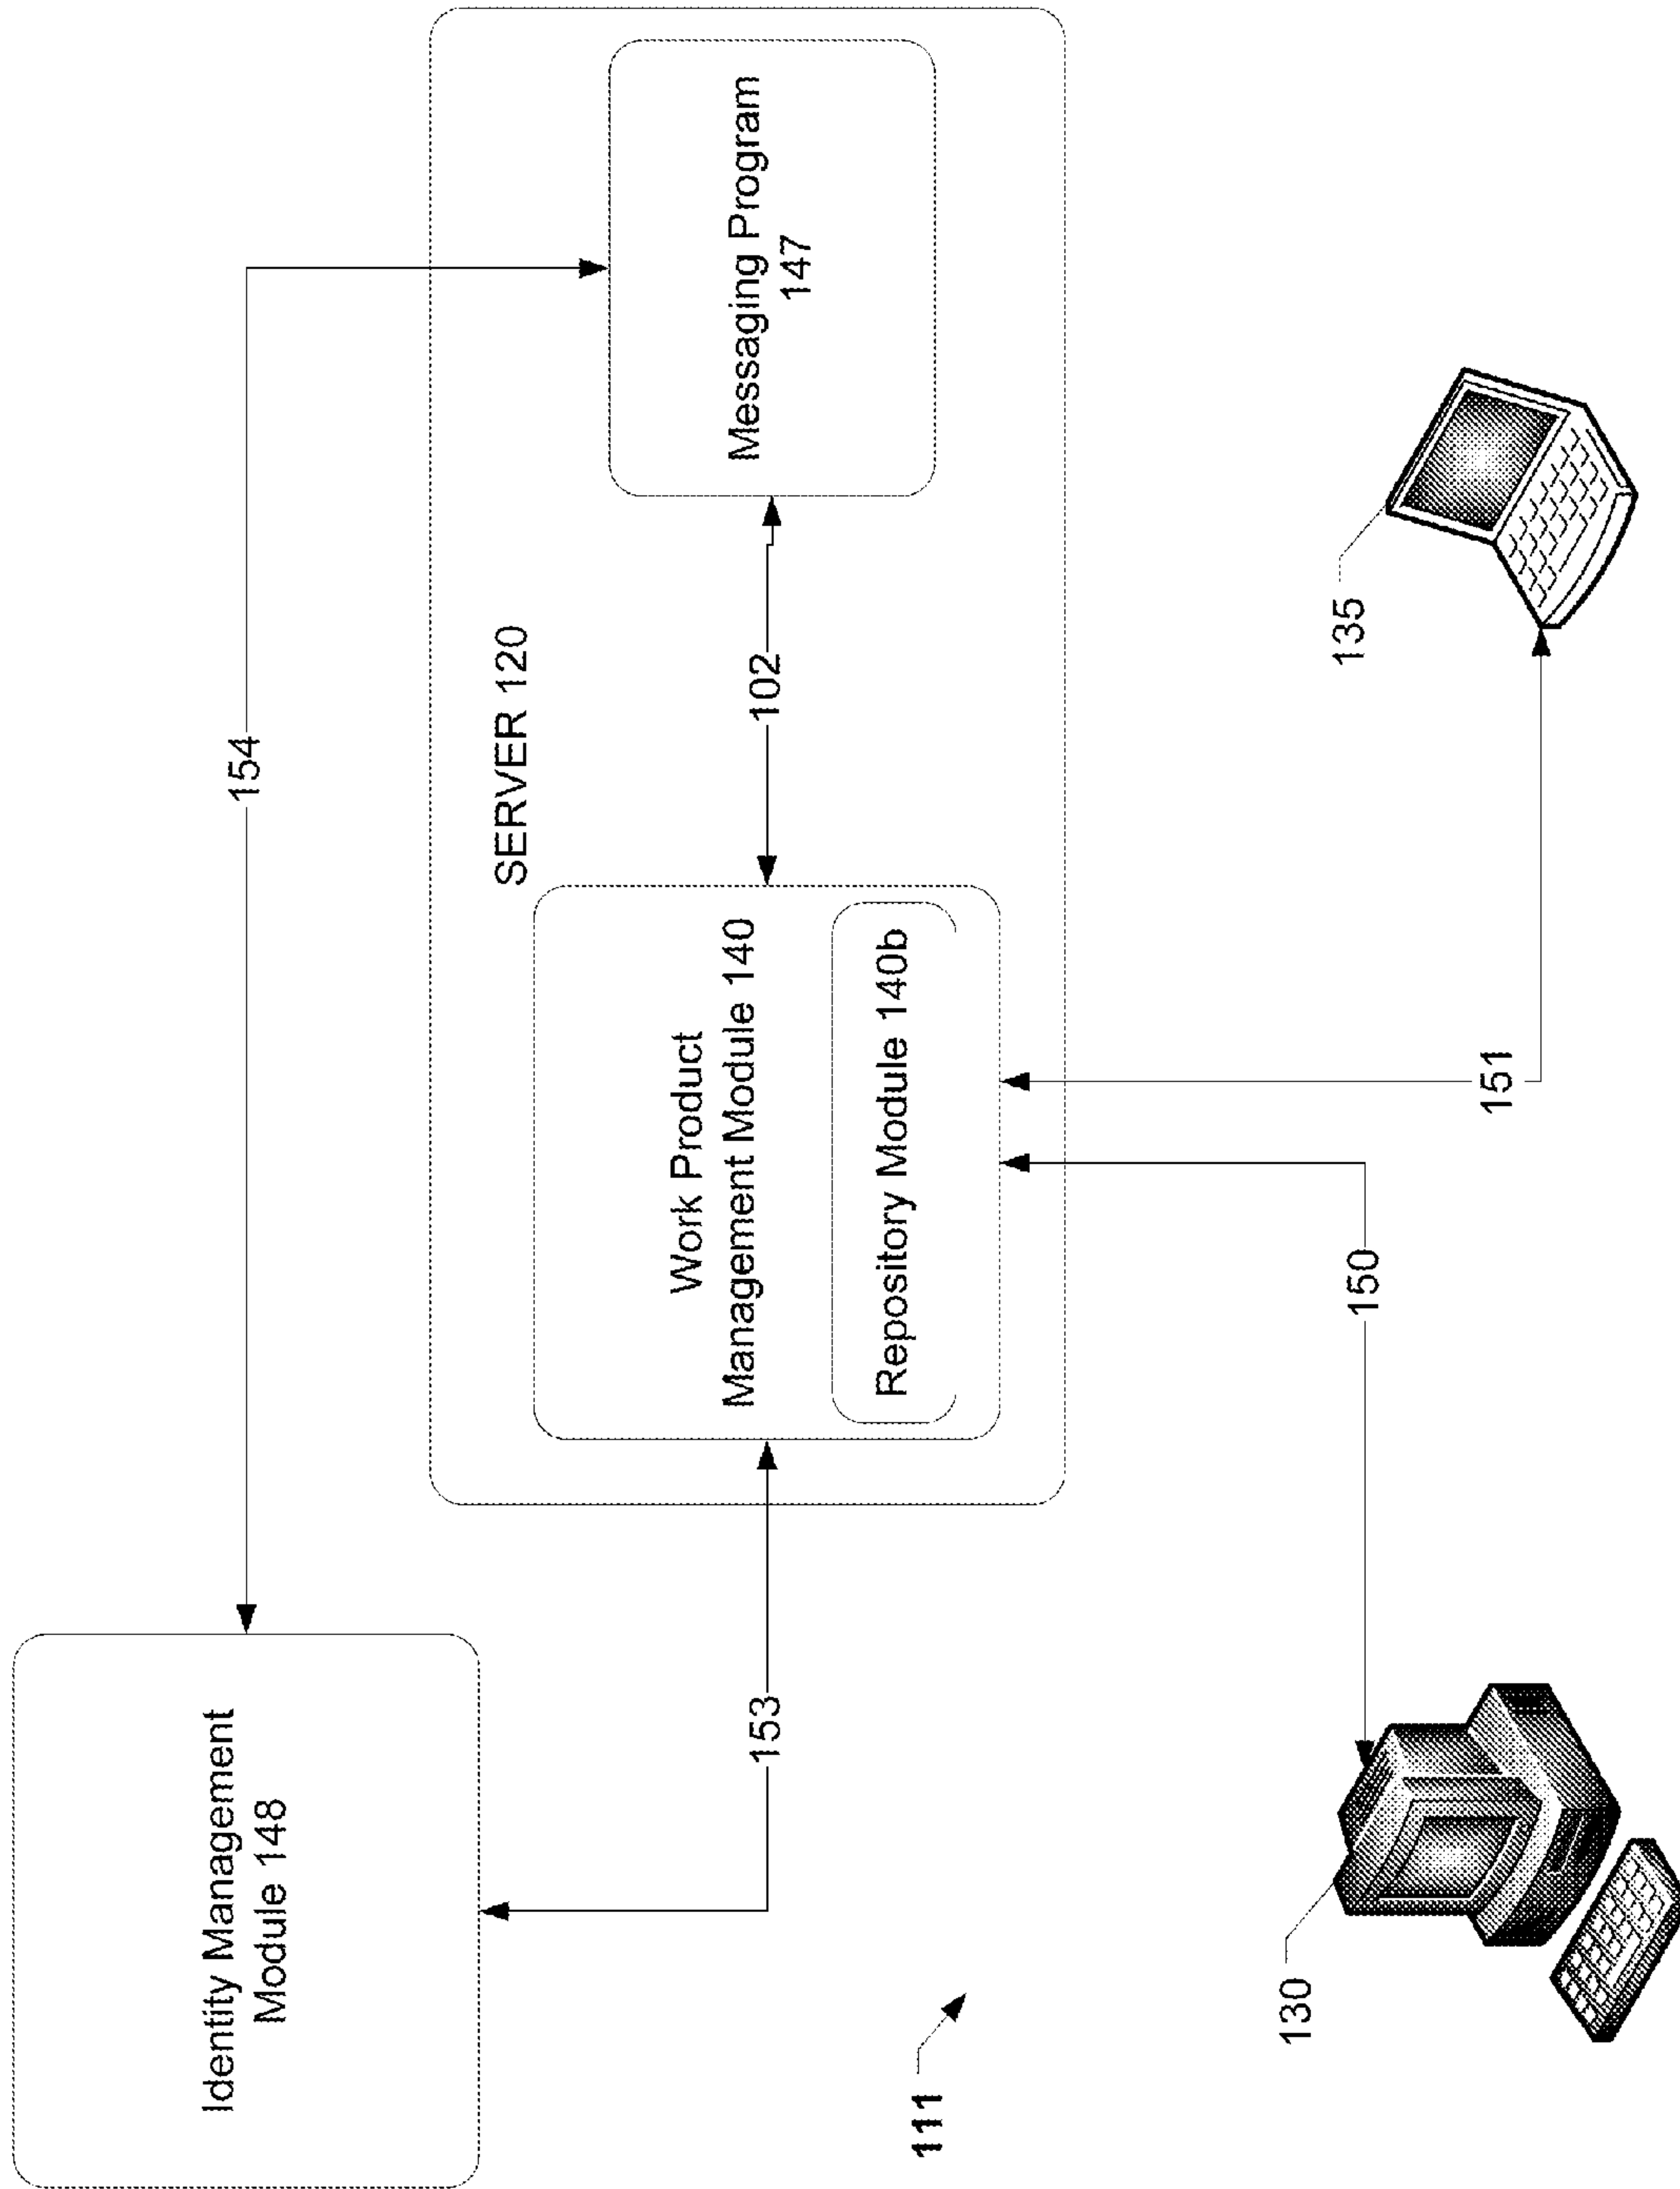 Identity Management
Module 148
154
SERVER 120
Messaging Program
147
Work Product
Management Module 140
102
153
Repository Module 140b
111
150
151
130
135